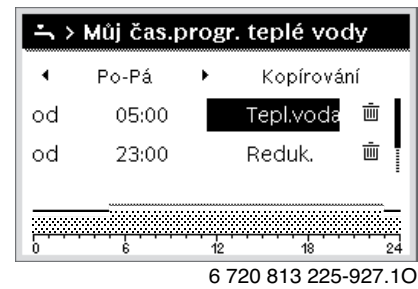 > Můj čas.progr. teplé vody
Po-Pá Kopírování
od 05:00 Tepl.voda
od 23:00 Reduk.
0 6 12 18 24
6 720 813 225-927.1O